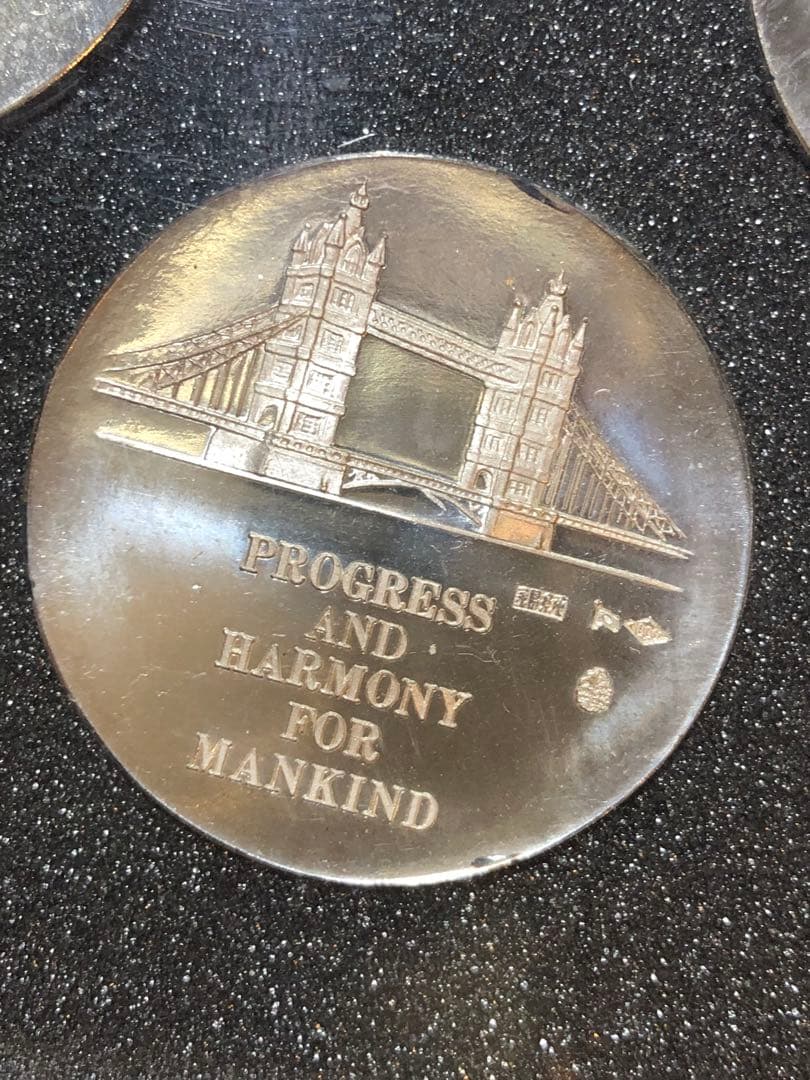 PROGRESS
AND
HARMONY
FOR
MANKIND